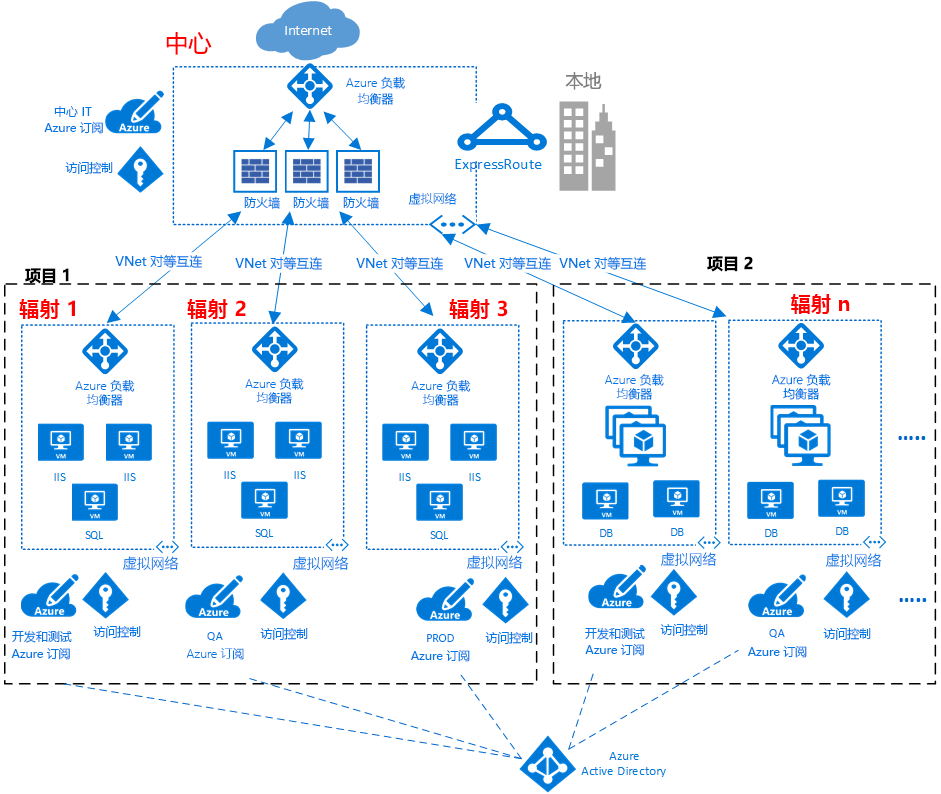 Internet
中心
Azure 负载
均衡器
本地
中心 IT
Azure 订阅
Azure
访问控制
ExpressRoute
防火墙
防火墙
防火墙
虚拟网络
VNet 对等互连
VNet 对等互连
VNet 对等互连
VNet 对等互连
VNet 对等互连
项目 1
项目 2
辐射 1
辐射 2
辐射 3
辐射 n
Azure 负载
均衡器
Azure 负载
均衡器
Azure 负载
均衡器
Azure 负载
均衡器
Azure 负载
均衡器
VM
VM
VM
VM
VM
VM
IIS
IIS
IIS
IIS
IIS
IIS
VM
VM
VM
VM
VM
VM
VM
SQL
SQL
SQL
DB
DB
DB
DB
.....
虚拟网络
虚拟网络
虚拟网络
虚拟网络
虚拟网络
Azure
Azure
Azure
Azure
Azure
.....
开发和测试
Azure 订阅
访问控制
QA
Azure 订阅
访问控制
PROD
Azure 订阅
访问控制
开发和测试
Azure 订阅
访问控制
QA
Azure 订阅
访问控制
Azure
Active Directory